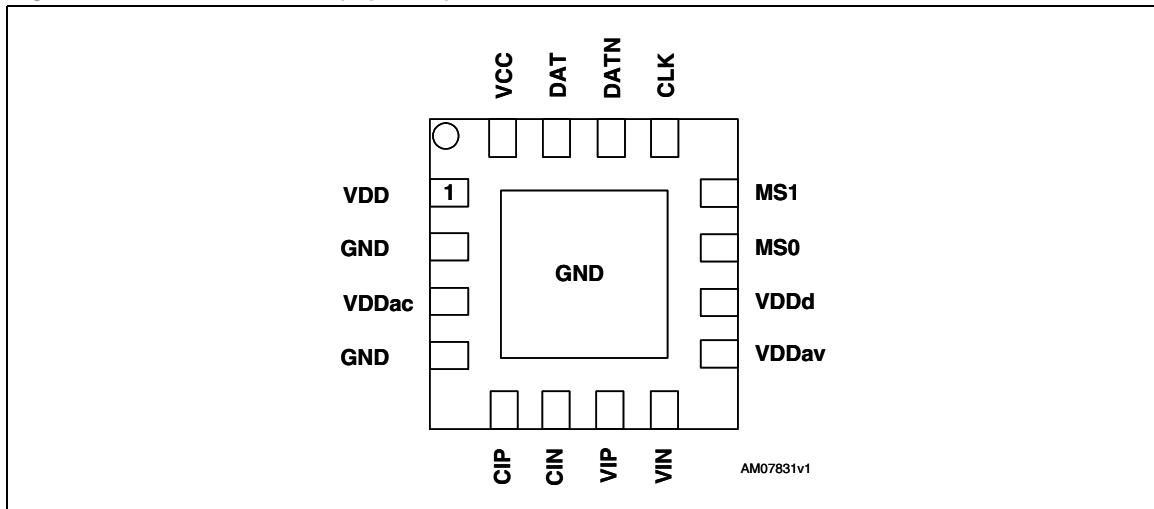 VCC
DAT
DATN
CLK
VDD
1
MS1
GND
MS0
GND
VDDac
VDDd
GND
VDDav
CIP
CIN
VIP
VIN
AM07831v1